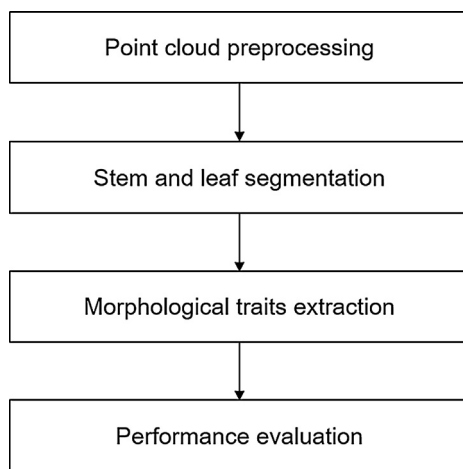 Point cloud preprocessing
Stem and leaf segmentation
Morphological traits extraction
Performance evaluation